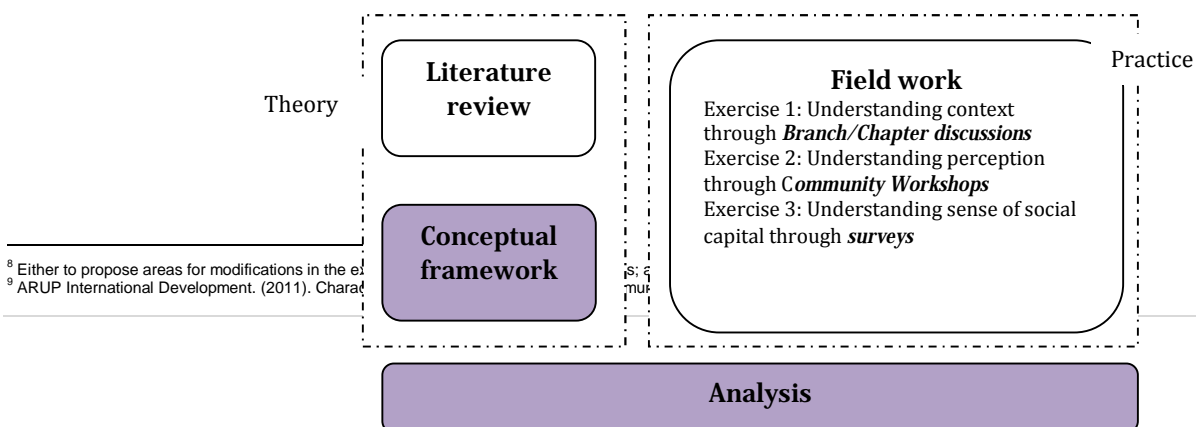 Theory
Literature
review
Conceptual
framework
Practice
Field work
Exercise 1: Understanding context
through Branch/Chapter discussions
Exercise 2: Understanding perception
through Community Workshops
Exercise 3: Understanding sense of social
capital through surveys
8 Either to propose areas for modifications in the
9 ARUP International Development. (2011).
Analysis